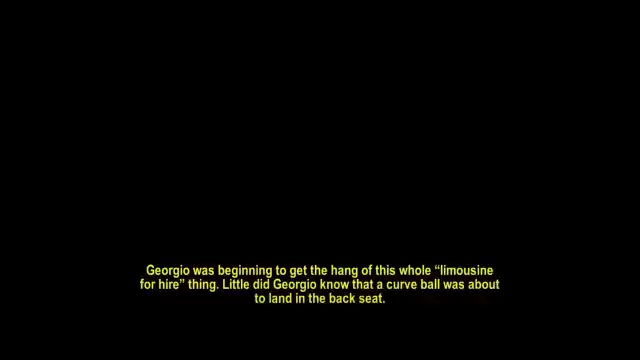 Georgio was beginning to get the hang of this whole “limousine
for hire” thing. Little did Georgio know that a curve ball was about
to land in the back seat.